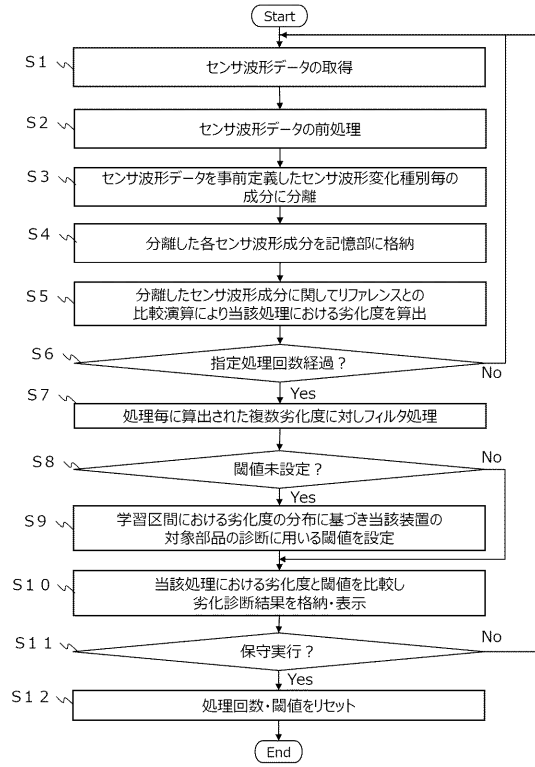 Start
S1
センサ波形データの取得
S2
センサ波形データの前処理
S3
センサ波形データを事前定義したセンサ波形変化種別毎の
成分に分離
S4
分離した各センサ波形成分を記憶部に格納
S5
分離したセンサ波形成分に関してリファレンスとの
比較演算により当該処理における劣化度を算出
S6
指定処理回数経過？
No
Yes
S7
処理毎に算出された複数劣化度に対しフィルタ処理
S8
閾値未設定？
No
Yes
S9
学習区間における劣化度の分布に基づき当該装置の
対象部品の診断に用いる閾値を設定
S10
当該処理における劣化度と閾値を比較し
劣化診断結果を格納・表示
S11
保守実行？
No
Yes
S12
処理回数・閾値をリセット
End